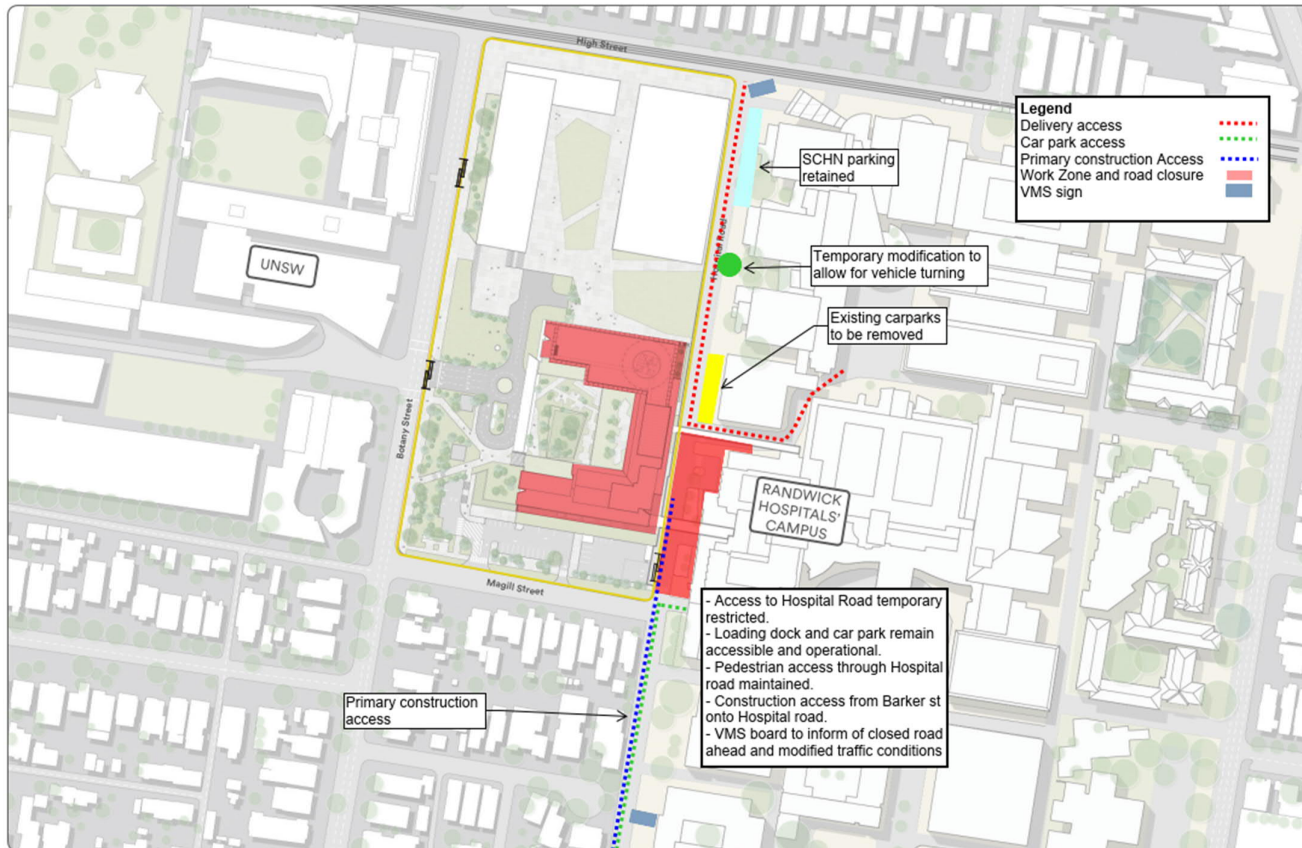 High Street
Legend
Delivery access
Car park access
Primary construction Access
Work Zone and road closure
VMS sign
SCHN parking
retained
Hospital Road
Temporary modification to
allow for vehicle turning
UNSW
Existing carparks
to be removed
Botany Street
RANDWICK
HOSPITALS'
CAMPUS
Magill Street
- Access to Hospital Road temporary
restricted.
- Loading dock and car park remain
accessible and operational.
- Pedestrian access through Hospital
road maintained.
- Construction access from Barker st
onto Hospital road.
- VMS board to inform of closed road
ahead and modified traffic conditions
Primary construction
access